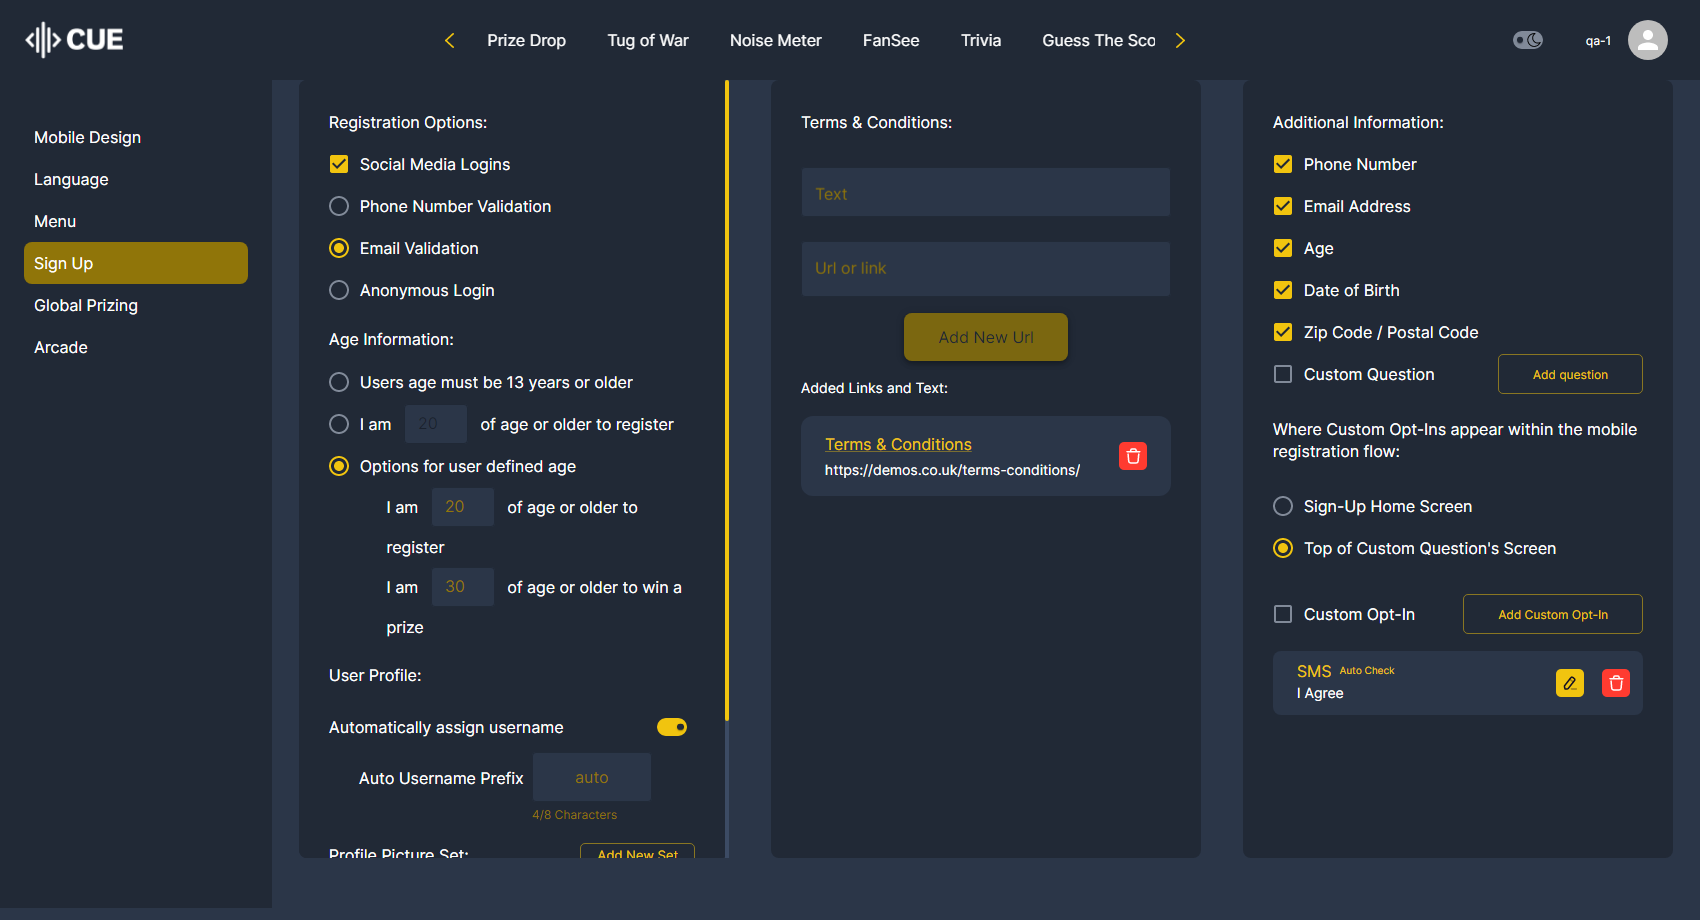 CUE
Prize Drop
Tug of War
Noise Meter
FanSee
Trivia
Guess The Sco
qa-1
Mobile Design
Language
Menu
Sign Up
Global Prizing
Arcade
Registration Options:
Social Media Logins
Phone Number Validation
Email Validation
Anonymous Login
Age Information:
Users age must be 13 years or older
I am 20 of age or older to register
Options for user defined age
I am 20 of age or older to
register
I am 30 of age or older to win a
prize
User Profile:
Automatically assign username
Auto Username Prefix auto
4/8 Characters
Profile Picture Set: Add New Set
Terms & Conditions:
Text
Url or link
Add New Url
Added Links and Text:
Terms & Conditions
https://demos.co.uk/terms-conditions/
Additional Information:
Phone Number
Email Address
Age
Date of Birth
Zip Code / Postal Code
Custom Question Add question
Where Custom Opt-Ins appear within the mobile
registration flow:
Sign-Up Home Screen
Top of Custom Question's Screen
Custom Opt-In Add Custom Opt-In
SMS Auto Check
I Agree